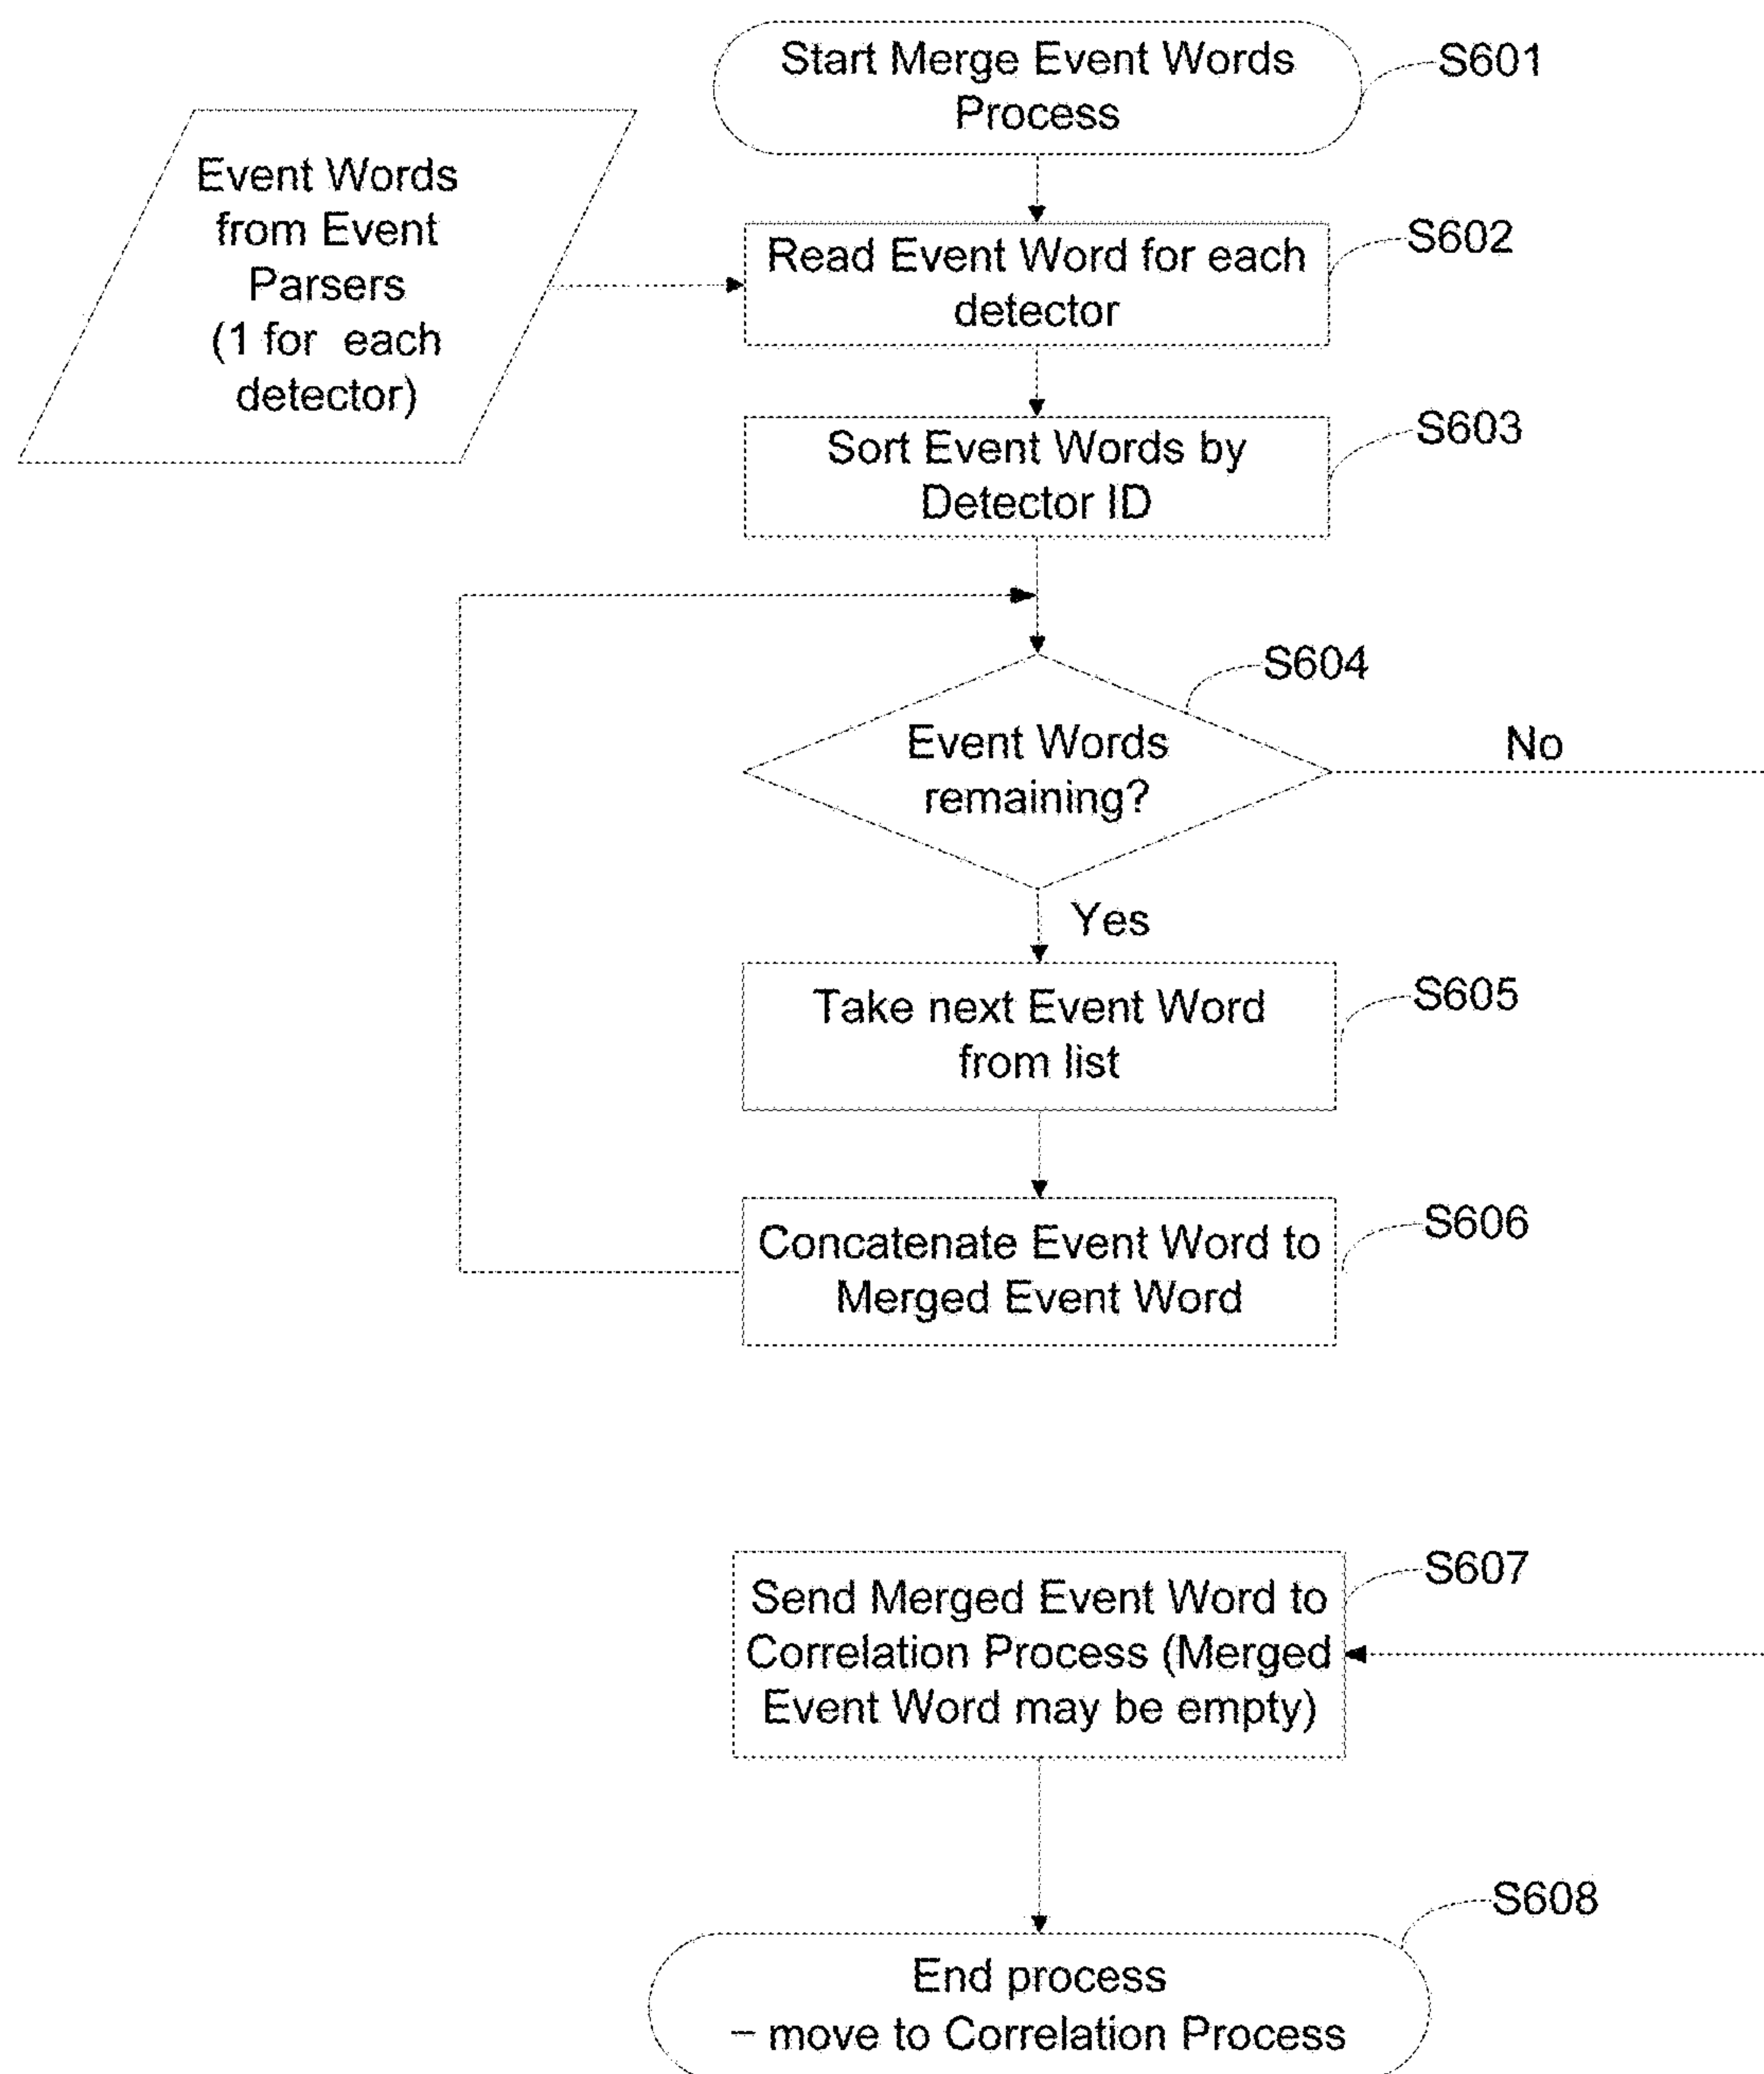 Start Merge Event Words
Process
S601
Event Words
from Event
Parsers
(1 for each
detector)
Read Event Word for each
detector
S602
Sort Event Words by
Detector ID
S603
Event Words
remaining?
S604
No
Yes
Take next Event Word
from list
S605
Concatenate Event Word to
Merged Event Word
S606
Send Merged Event Word to
Correlation Process (Merged
Event Word may be empty)
S607
End process
– move to Correlation Process
S608